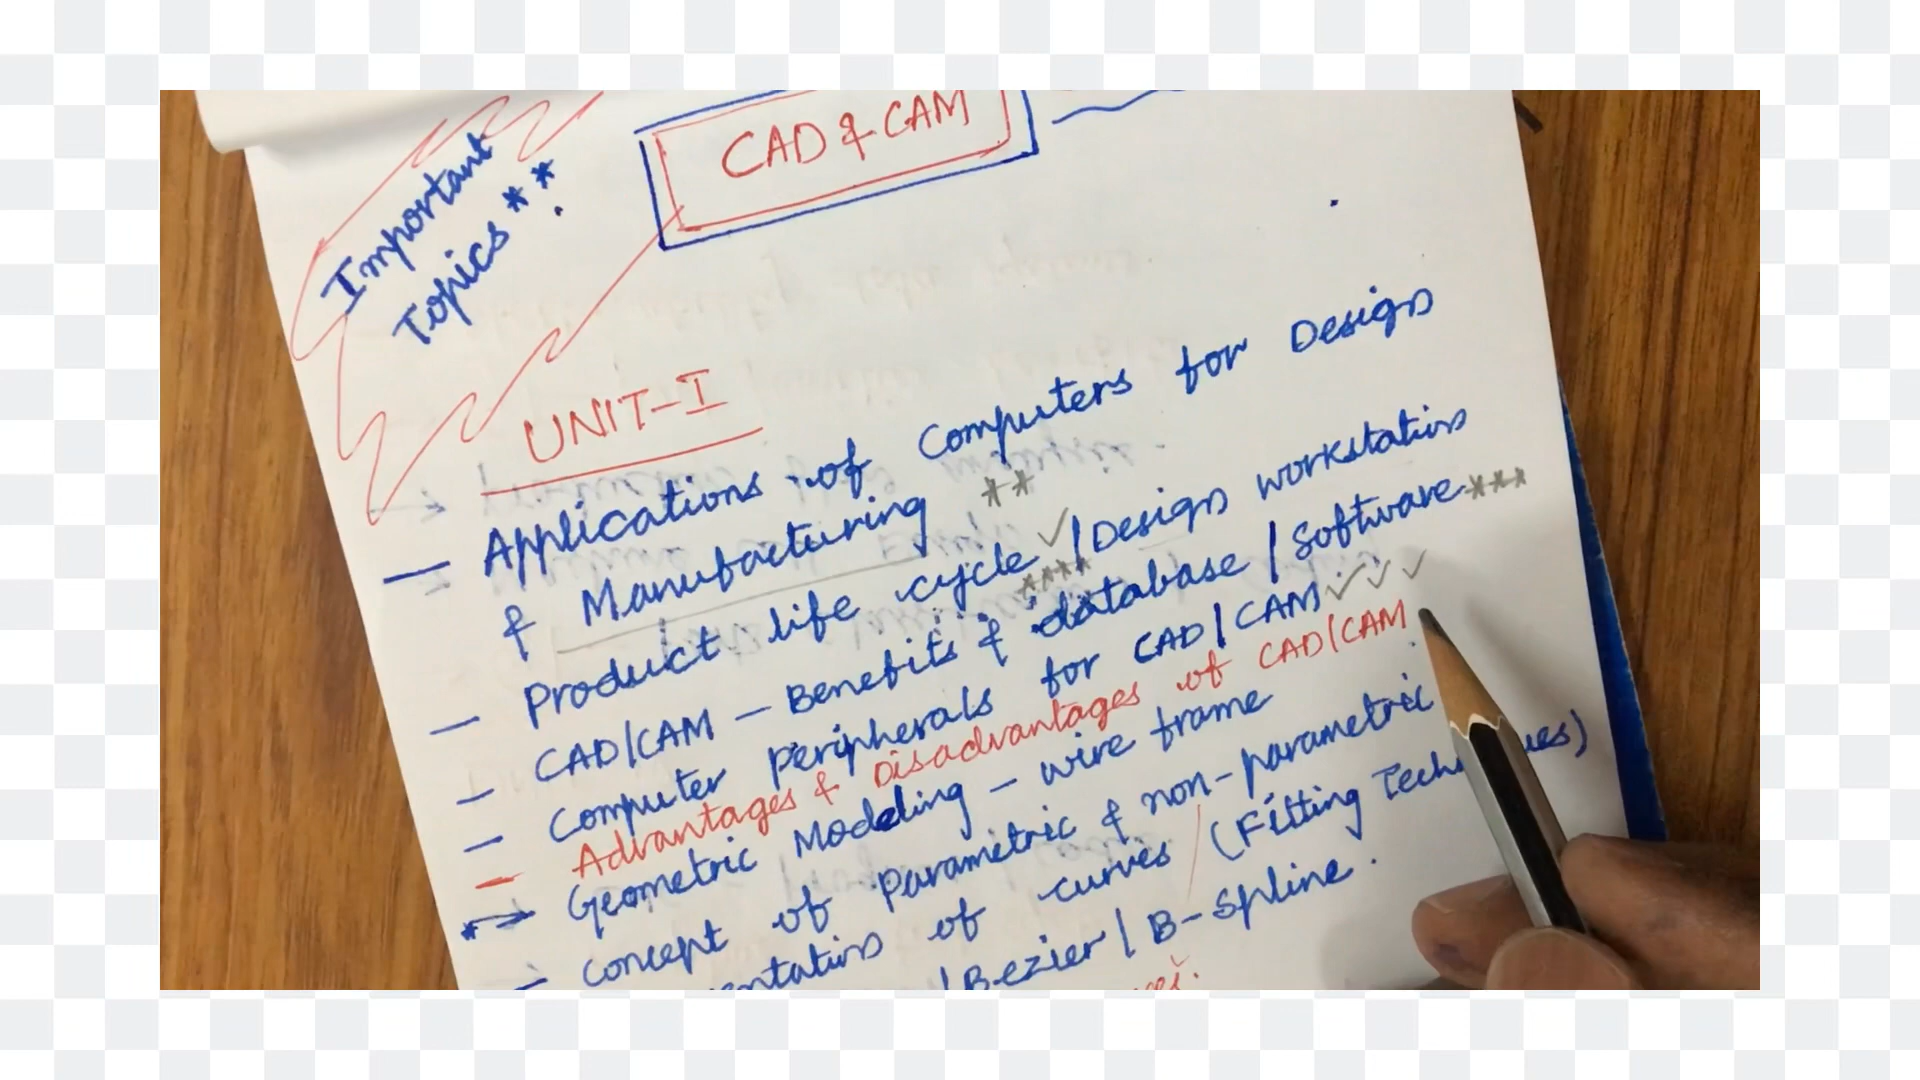 CAD & CAM
Important
Topics **
UNIT-I
— Applications of Computers for Design
& Manufacturing **
— Product life cycle ✓ / Design workstation
— CAD/CAM — Benefits & database / Software ***
— Computer peripherals for CAD/CAM ✓✓✓
— Advantages & Disadvantages of CAD/CAM
* → Geometric Modeling — wire frame
— Concept of parametric & non-parametric
of curves (Fitting
/ Bezier / B-Spline.